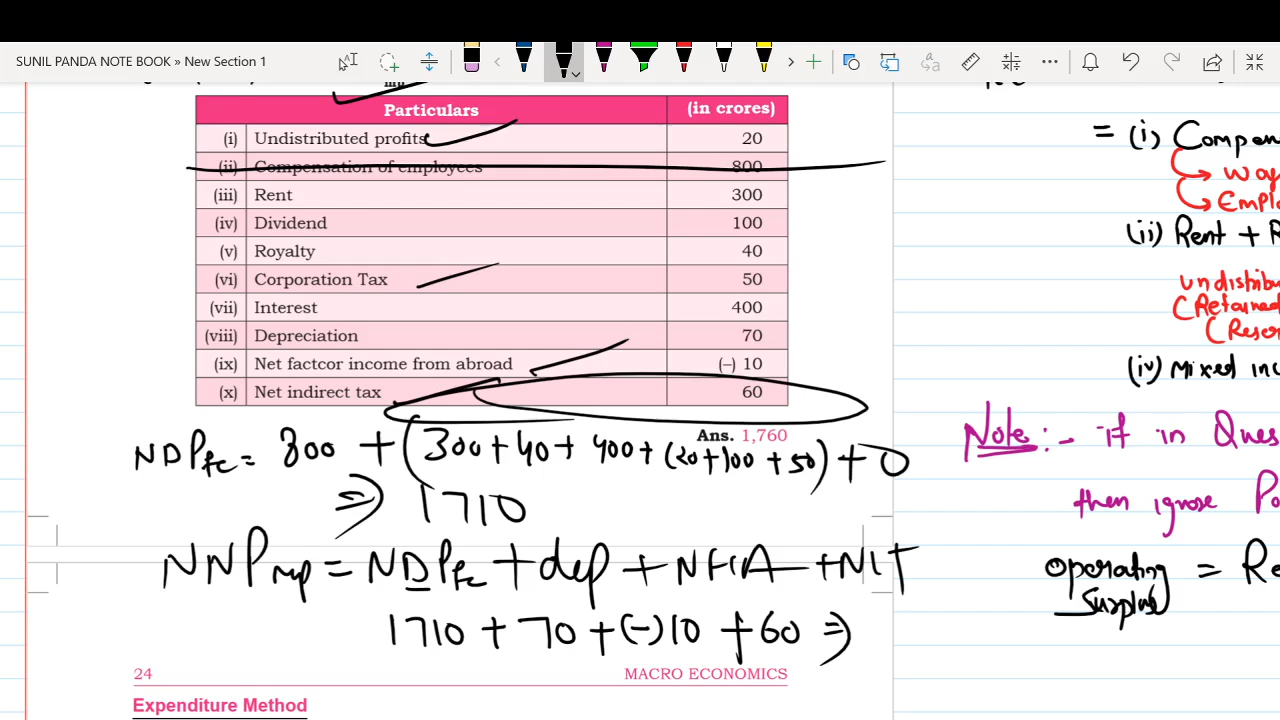 SUNIL PANDA NOTE BOOK » New Section 1
Particulars (in crores)
(i) Undistributed profits 20
(ii) Compensation of employees 800
(iii) Rent 300
(iv) Dividend 100
(v) Royalty 40
(vi) Corporation Tax 50
(vii) Interest 400
(viii) Depreciation 70
(ix) Net factcor income from abroad (–) 10
(x) Net indirect tax 60
Ans. 1,760
NDPfc = 800 + (300 + 40 + 400 + (20 + 100 + 50) + 0
⇒ 1710
NNPmp = NDPfc + dep + NFIA + NIT
1710 + 70 + (-) 10 + 60 ⇒
24 MACRO ECONOMICS
Expenditure Method
= (i) Compen
↳ Wag
↳ Empl
(ii) Rent + R
undistrib
(Retained
(Reser
(iv) Mixed inc
Note:- if in Ques
then ignore Po
Operating Surplus = Re